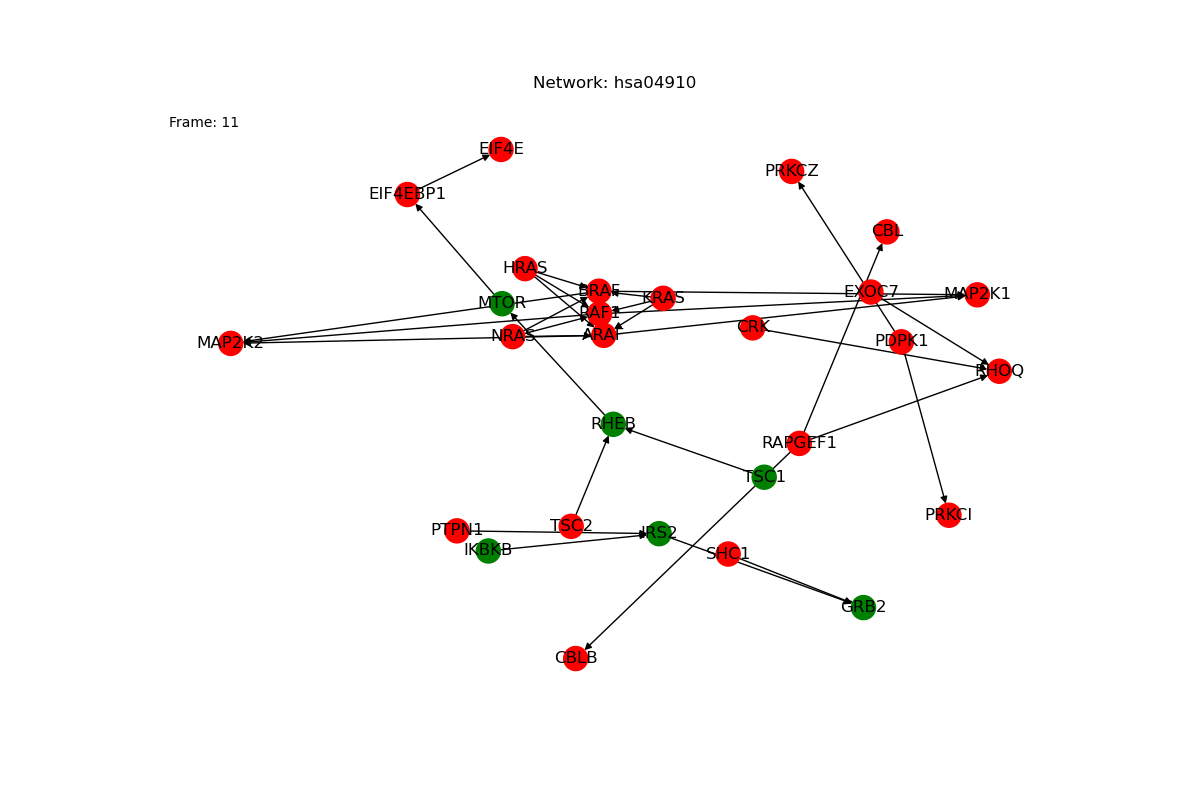 Network: hsa04910
Frame: 11
EIF4E
PRKCZ
EIF4EBP1
CBL
HRAS
BRAF
KRAS
EXOC7
MAP2K1
MTOR
RAF1
CRK
NRAS
ARAF
MAP2K2
PDPK1
RHOQ
RHEB
RAPGEF1
TSC1
PRKCI
PTPN1
TSC2
IRS2
IKBKB
SHC1
GRB2
CBLB